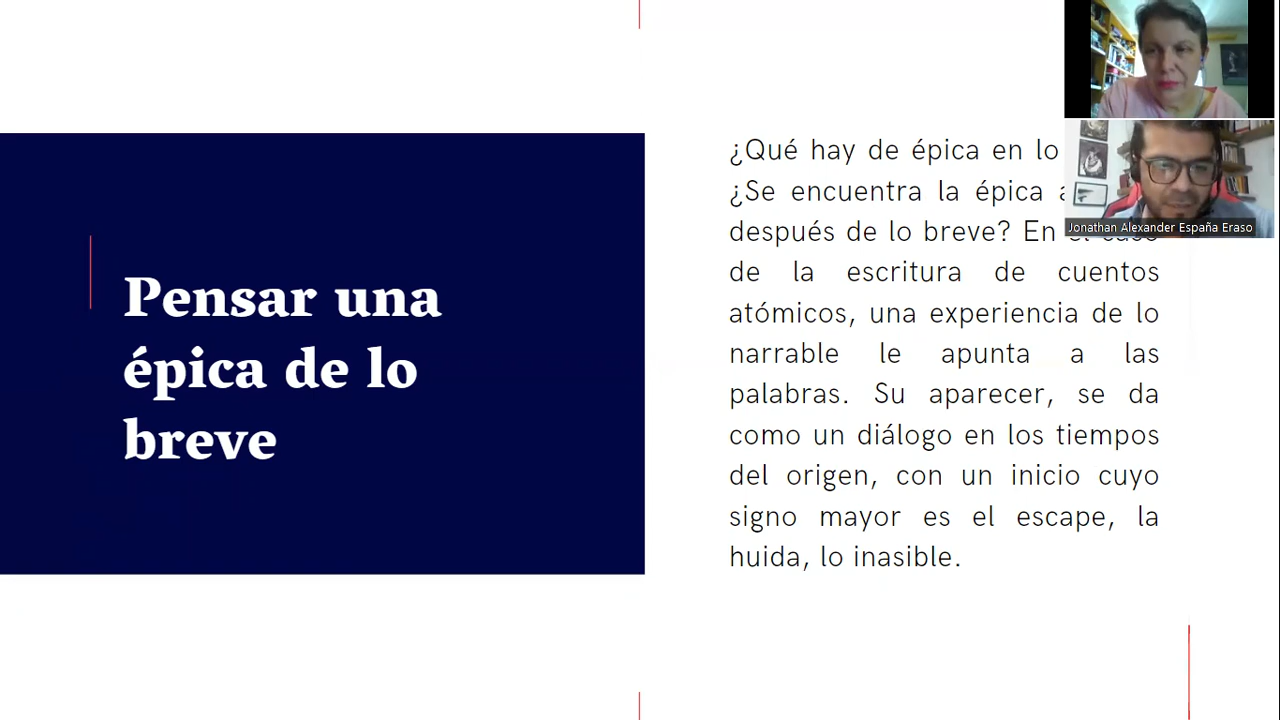 Pensar una
épica de lo
breve
¿Qué hay de épica en lo
¿Se encuentra la épica
después de lo breve? En
de la escritura de cuentos
atómicos, una experiencia de lo
narrable le apunta a las
palabras. Su aparecer, se da
como un diálogo en los tiempos
del origen, con un inicio cuyo
signo mayor es el escape, la
huida, lo inasible.
Jonathan Alexander España Eraso